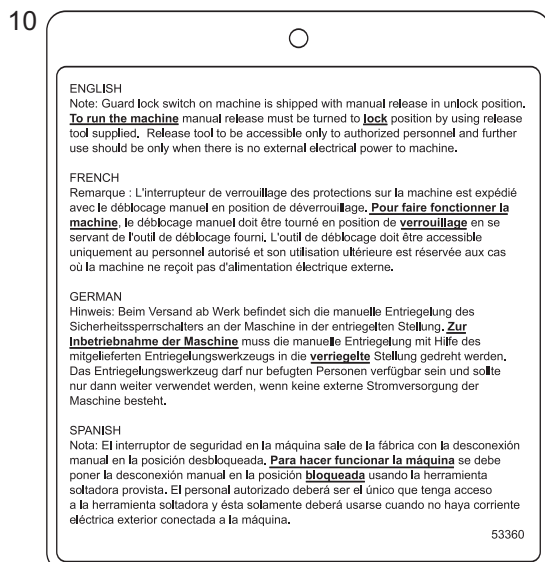 10
ENGLISH
Note: Guard lock switch on machine is shipped with manual release in unlock position.
To run the machine manual release must be turned to lock position by using release
tool supplied.  Release tool to be accessible only to authorized personnel and further
use should be only when there is no external electrical power to machine.
FRENCH
Remarque : L'interrupteur de verrouillage des protections sur la machine est expédié
avec le déblocage manuel en position de déverrouillage. Pour faire fonctionner la
machine, le déblocage manuel doit être tourné en position de verrouillage en se
servant de l'outil de déblocage fourni. L'outil de déblocage doit être accessible
uniquement au personnel autorisé et son utilisation ultérieure est réservée aux cas
où la machine ne reçoit pas d'alimentation électrique externe.
GERMAN
Hinweis: Beim Versand ab Werk befindet sich die manuelle Entriegelung des
Sicherheitssperrschalters an der Maschine in der entriegelten Stellung. Zur
Inbetriebnahme der Maschine muss die manuelle Entriegelung mit Hilfe des
mitgelieferten Entriegelungswerkzeugs in die verriegelte Stellung gedreht werden.
Das Entriegelungswerkzeug darf nur befugten Personen verfügbar sein und sollte
nur dann weiter verwendet werden, wenn keine externe Stromversorgung der
Maschine besteht.
SPANISH
Nota: El interruptor de seguridad en la máquina sale de la fábrica con la desconexión
manual en la posición desbloqueada. Para hacer funcionar la máquina se debe
poner la desconexión manual en la posición bloqueada usando la herramienta
soltadora provista. El personal autorizado deberá ser el único que tenga acceso
a la herramienta soltadora y ésta solamente deberá usarse cuando no haya corriente
eléctrica exterior conectada a la máquina.
53360